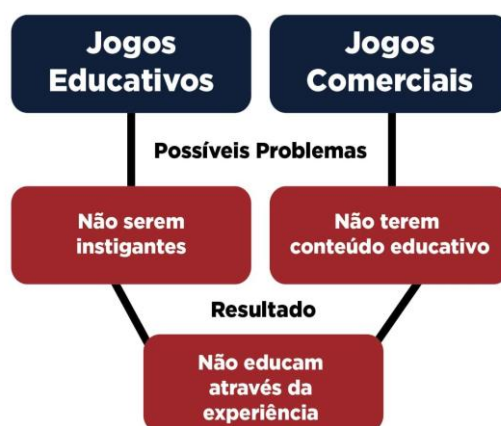 Jogos
Educativos
Jogos
Comerciais
Possíveis Problemas
Não serem
instigantes
Não terem
conteúdo educativo
Resultado
Não educam
através da
experiência